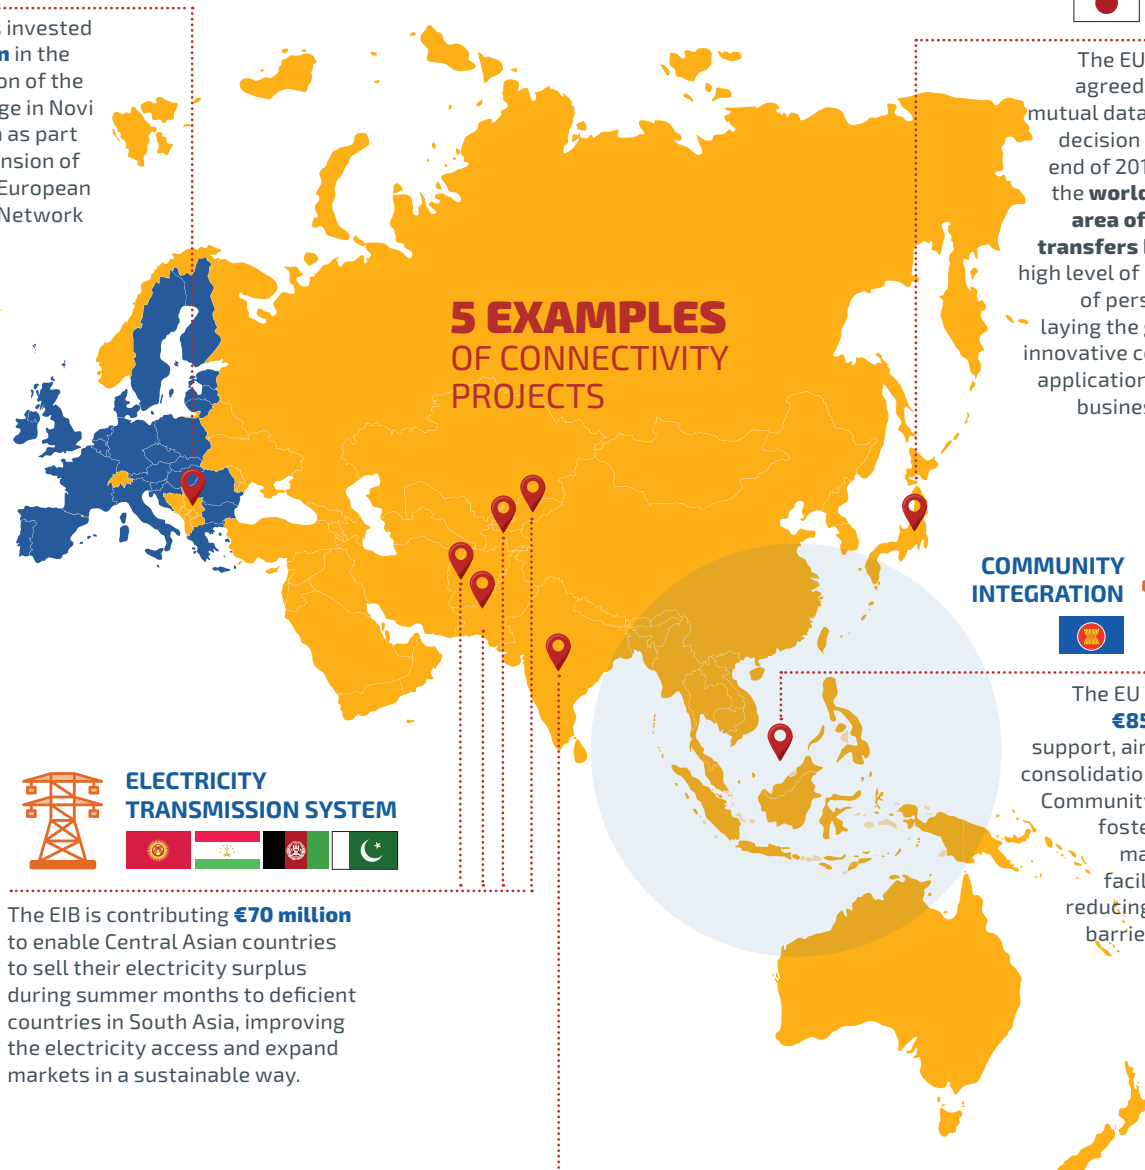 invested
in the
on of the
ge in Novi
as part
nsion of
European
Network
The EU
agreed
mutual data
decision
end of 201
the world
area of
transfers
high level of
of pers
laying the
innovative c
application
busines
5 EXAMPLES
OF CONNECTIVITY
PROJECTS
COMMUNITY
INTEGRATION
The EU
€85
support, air
consolidatio
Community
foste
ma
facil
reducing
barrie
ELECTRICITY
TRANSMISSION SYSTEM
The EIB is contributing €70 million
to enable Central Asian countries
to sell their electricity surplus
during summer months to deficient
countries in South Asia, improving
the electricity access and expand
markets in a sustainable way.